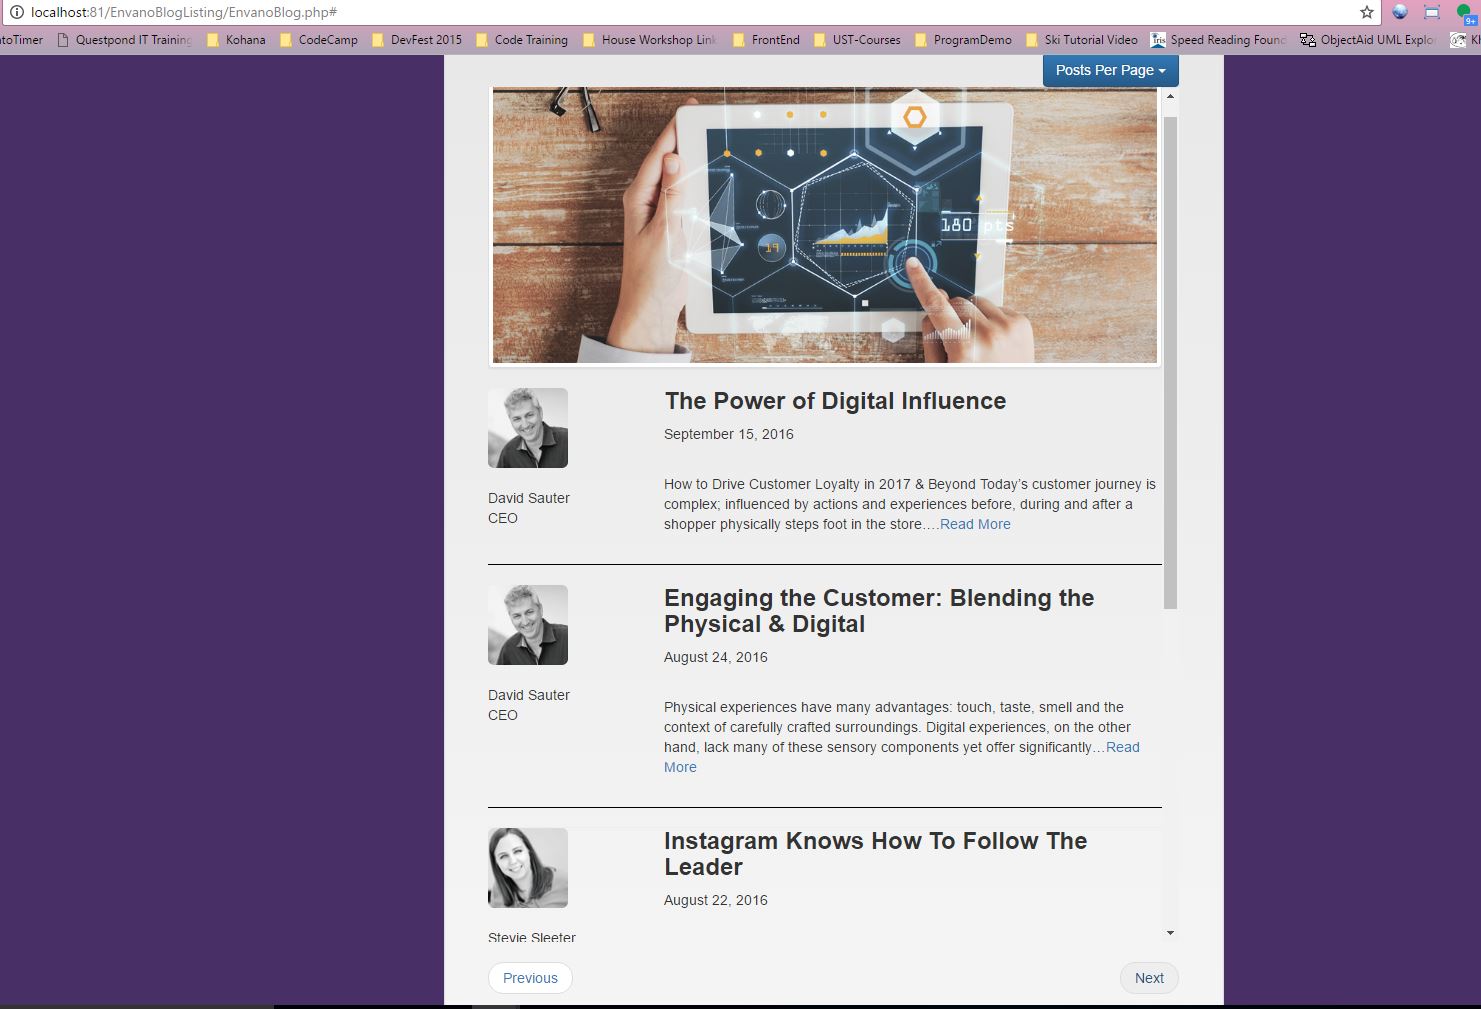 localhost:81/EnvanoBlogListing/EnvanoBlog.php#
9+
atoTimer Questpond IT Training Kohana CodeCamp DevFest 2015 Code Training House Workshop Link FrontEnd UST-Courses ProgramDemo Ski Tutorial Video Speed Reading Found ObjectAid UML Explo
Posts Per Page
180 pts
19
The Power of Digital Influence
September 15, 2016
David Sauter
CEO
How to Drive Customer Loyalty in 2017 & Beyond Today’s customer journey is
complex; influenced by actions and experiences before, during and after a
shopper physically steps foot in the store….Read More
Engaging the Customer: Blending the
Physical & Digital
August 24, 2016
David Sauter
CEO
Physical experiences have many advantages: touch, taste, smell and the
context of carefully crafted surroundings. Digital experiences, on the other
hand, lack many of these sensory components yet offer significantly…Read
More
Instagram Knows How To Follow The
Leader
August 22, 2016
Stevie Sleeter
Previous
Next